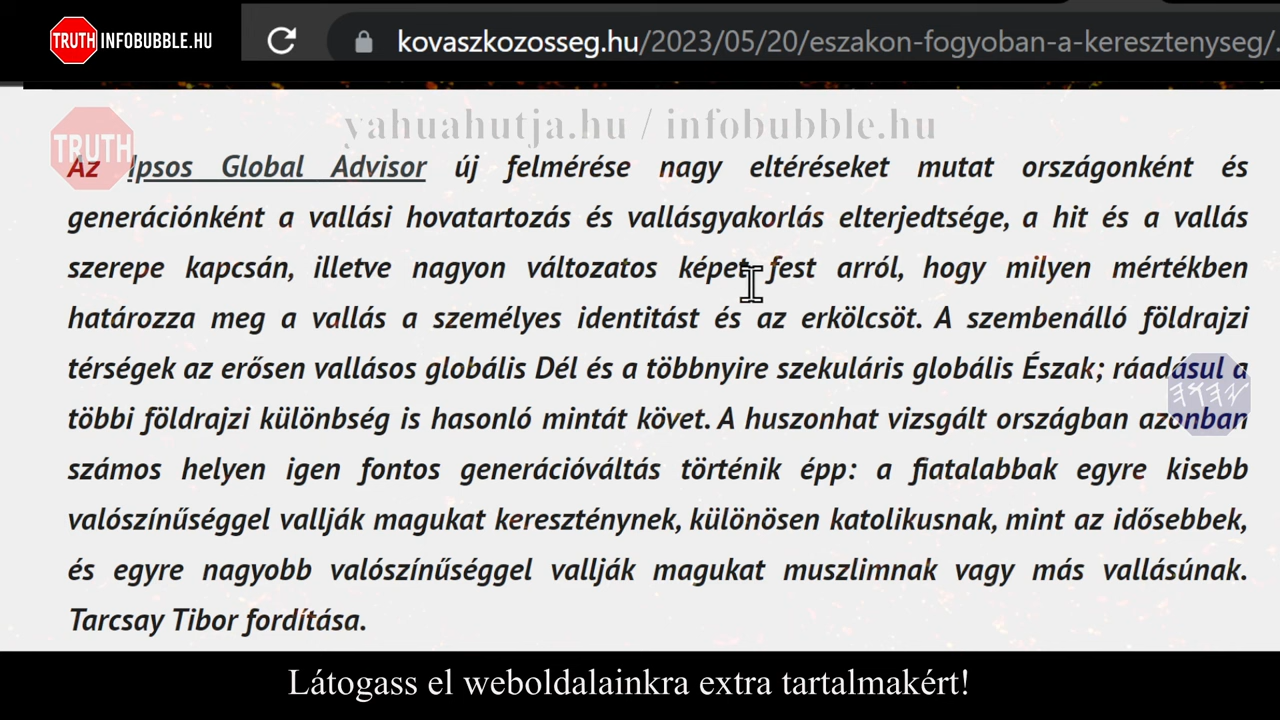 TRUTH INFOBUBBLE.HU
kovaszkozosseg.hu/2023/05/20/eszakon-fogyoban-a-keresztenyseg/.
yahuahutja.hu / infobubble.hu
TRUTH
Az Ipsos Global Advisor új felmérése nagy eltéréseket mutat országonként és
generációnként a vallási hovatartozás és vallásgyakorlás elterjedtsége, a hit és a vallás
szerepe kapcsán, illetve nagyon változatos képet fest arról, hogy milyen mértékben
határozza meg a vallás a személyes identitást és az erkölcsöt. A szembenálló földrajzi
térségek az erősen vallásos globális Dél és a többnyire szekuláris globális Észak; ráadásul a
többi földrajzi különbség is hasonló mintát követ. A huszonhat vizsgált országban azonban
számos helyen igen fontos generációváltás történik épp: a fiatalabbak egyre kisebb
valószínűséggel vallják magukat kereszténynek, különösen katolikusnak, mint az idősebbek,
és egyre nagyobb valószínűséggel vallják magukat muszlimnak vagy más vallásúnak.
Tarcsay Tibor fordítása.
Látogass el weboldalainkra extra tartalmakért!